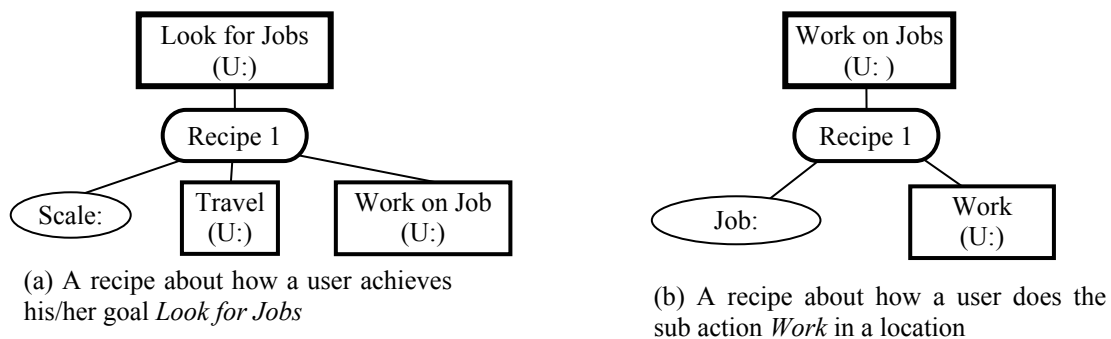 Look for Jobs
(U:)
Recipe 1
Scale:
Travel
(U:)
Work on Job
(U:)
(a) A recipe about how a user achieves
his/her goal Look for Jobs
Work on Jobs
(U: )
Recipe 1
Job:
Work
(U:)
(b) A recipe about how a user does the
sub action Work in a location